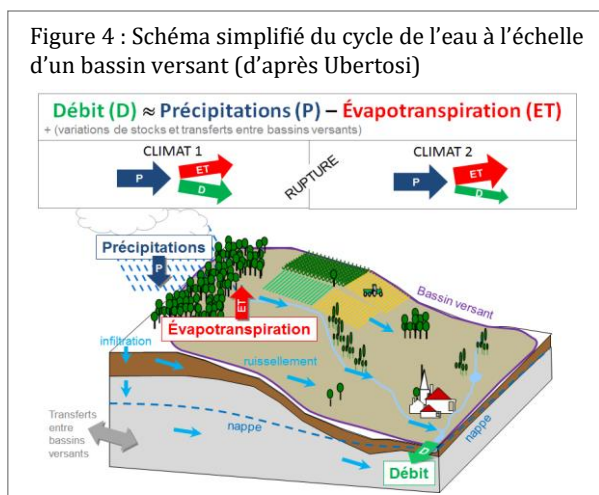 Figure 4 : Schéma simplifié du cycle de l’eau à l’échelle
d’un bassin versant (d’après Ubertosi)
Débit (D) ≈ Précipitations (P) – Évapotranspiration (ET)
+ (variations de stocks et transferts entre bassins versants)
CLIMAT 1
P
ET
D
RUPTURE
CLIMAT 2
P
ET
D
Précipitations
P
ET
Évapotranspiration
Bassin versant
infiltration
ruissellement
Transferts
entre
bassins
versants
nappe
nappe
D
Débit